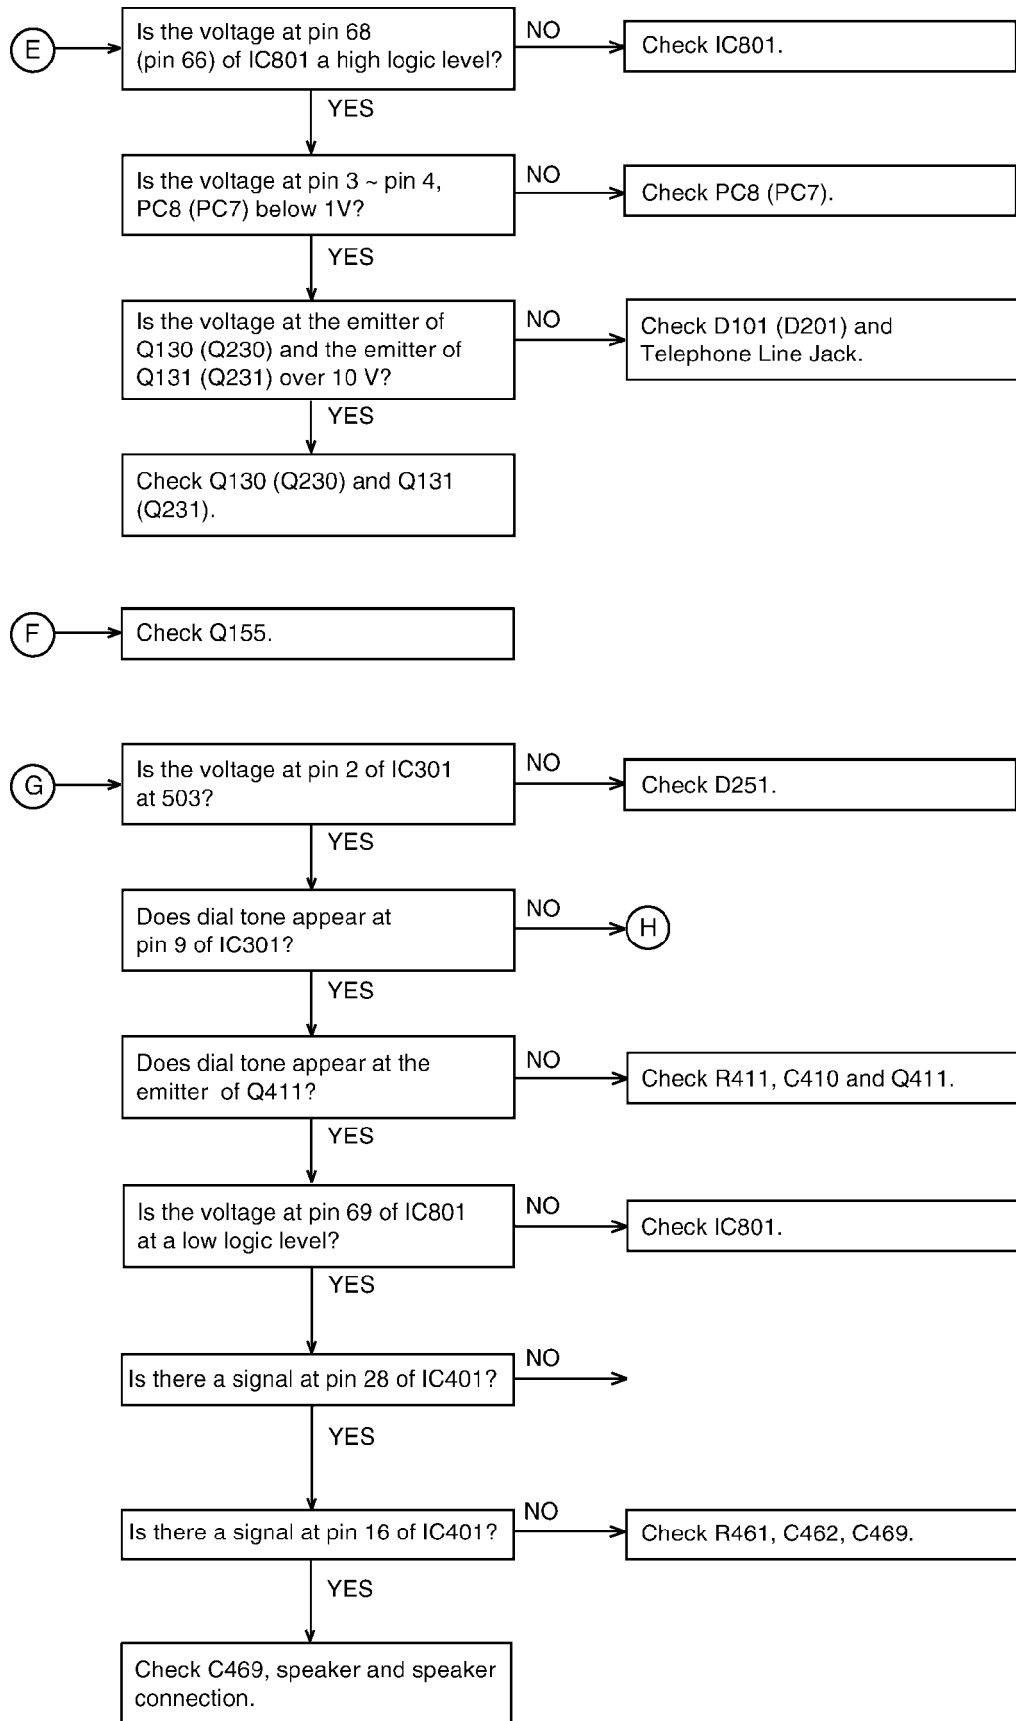 E
Is the voltage at pin 68
(pin 66) of IC801 a high logic level?
NO
Check IC801.
YES
Is the voltage at pin 3 ~ pin 4,
PC8 (PC7) below 1V?
NO
Check PC8 (PC7).
YES
Is the voltage at the emitter of
Q130 (Q230) and the emitter of
Q131 (Q231) over 10 V?
NO
Check D101 (D201) and
Telephone Line Jack.
YES
Check Q130 (Q230) and Q131
(Q231).
F
Check Q155.
G
Is the voltage at pin 2 of IC301
at 503?
NO
Check D251.
YES
Does dial tone appear at
pin 9 of IC301?
NO
H
YES
Does dial tone appear at the
emitter of Q411?
NO
Check R411, C410 and Q411.
YES
Is the voltage at pin 69 of IC801
at a low logic level?
NO
Check IC801.
YES
Is there a signal at pin 28 of IC401?
NO
YES
Is there a signal at pin 16 of IC401?
NO
Check R461, C462, C469.
YES
Check C469, speaker and speaker
connection.